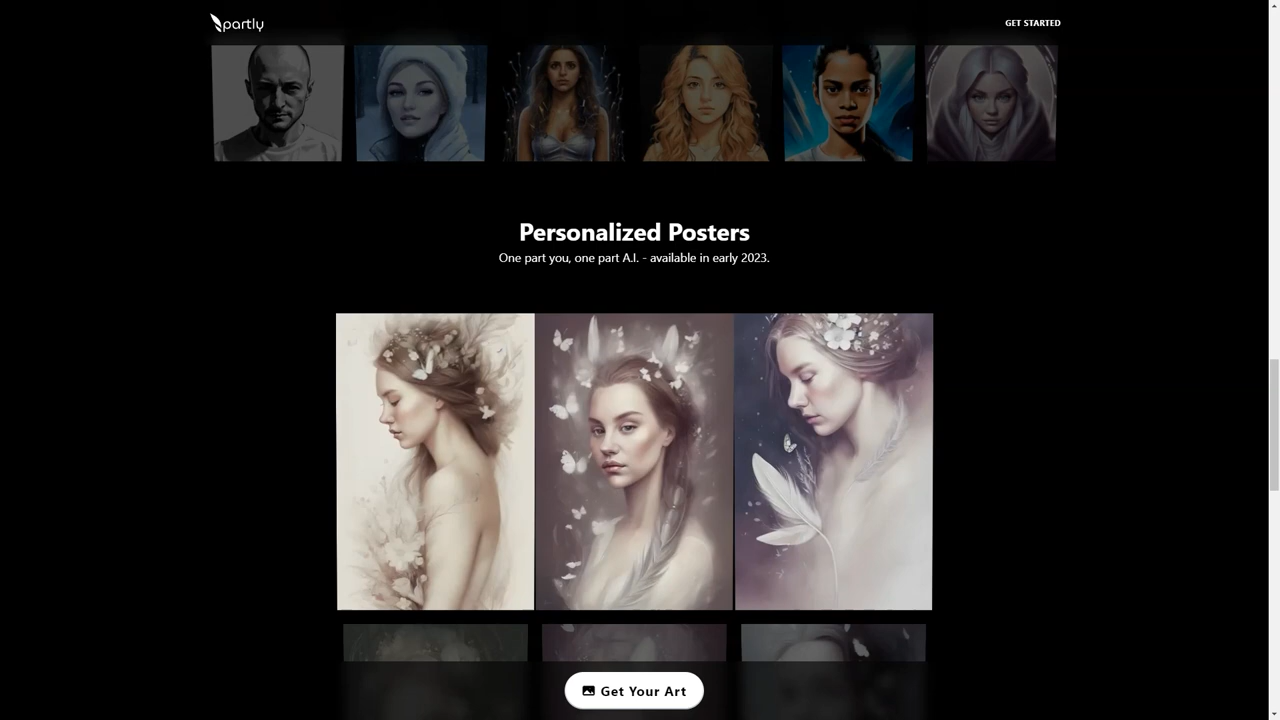 partly
GET STARTED
Personalized Posters
One part you, one part A.I. - available in early 2023.
Get Your Art